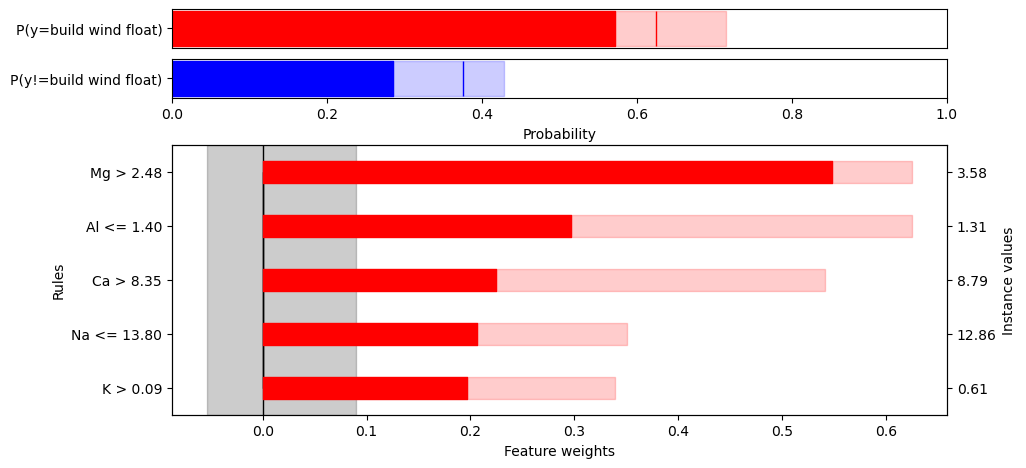 P(y=build wind float)
P(y!=build wind float)
0.0 0.2 0.4 0.6 0.8 1.0
Probability
Mg > 2.48 3.58
Al <= 1.40 1.31
Ca > 8.35 8.79
Na <= 13.80 12.86
K > 0.09 0.61
Rules
Instance values
0.0 0.1 0.2 0.3 0.4 0.5 0.6
Feature weights